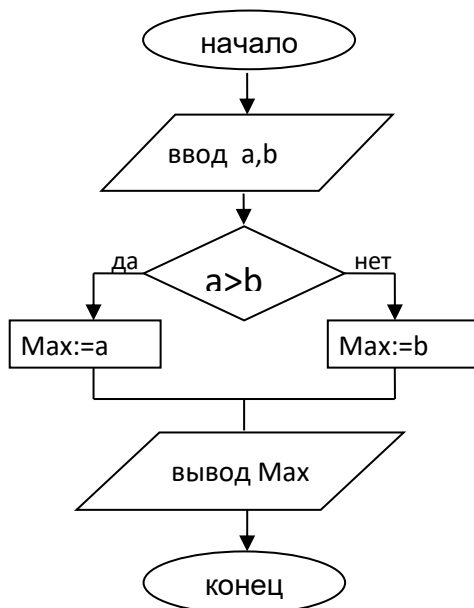 начало
ввод a,b
да
a>b
нет
Max:=a
Max:=b
вывод Max
конец